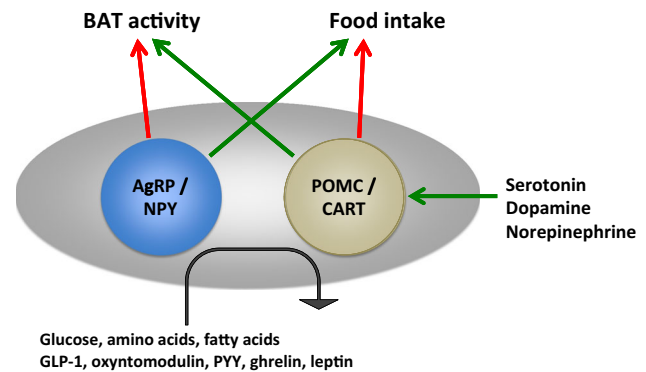 BAT activity
Food intake
AgRP /
NPY
POMC /
CART
Serotonin
Dopamine
Norepinephrine
Glucose, amino acids, fatty acids
GLP-1, oxyntomodulin, PYY, ghrelin, leptin